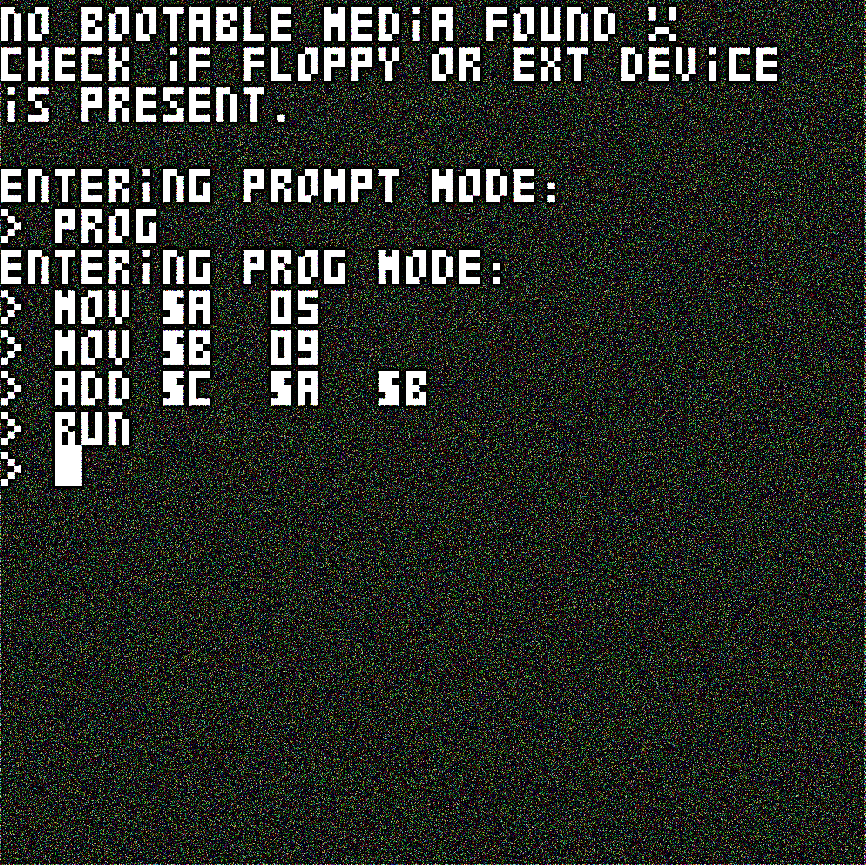 NO BOOTABLE MEDiA FOUND :(
CHECK iF FLOPPY OR EXT DEViCE
iS PRESENT.
ENTERiNG PROMPT MODE:
> PROG
ENTERiNG PROG MODE:
> MOV $A 05
> MOV $B 09
> ADD $C $A $B
> RUN
>